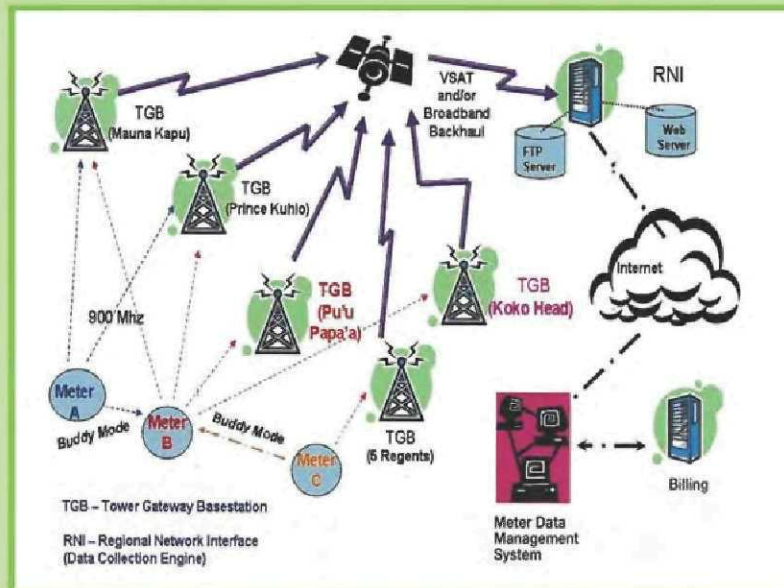 VSAT
and/or
Broadband
Backhaul
RNI
TGB
(Mauna Kapu)
FTP
Server
Web
Server
TGB
(Prince Kuhio)
TGB
(Pu'u
Papa'a)
TGB
(Koko Head)
Internet
900 Mhz
Meter
A
Buddy Mode
Meter
B
Buddy Mode
Meter
C
TGB
(5 Regents)
Billing
Meter Data
Management
System
TGB – Tower Gateway Basestation
RNI – Regional Network Interface
(Data Collection Engine)